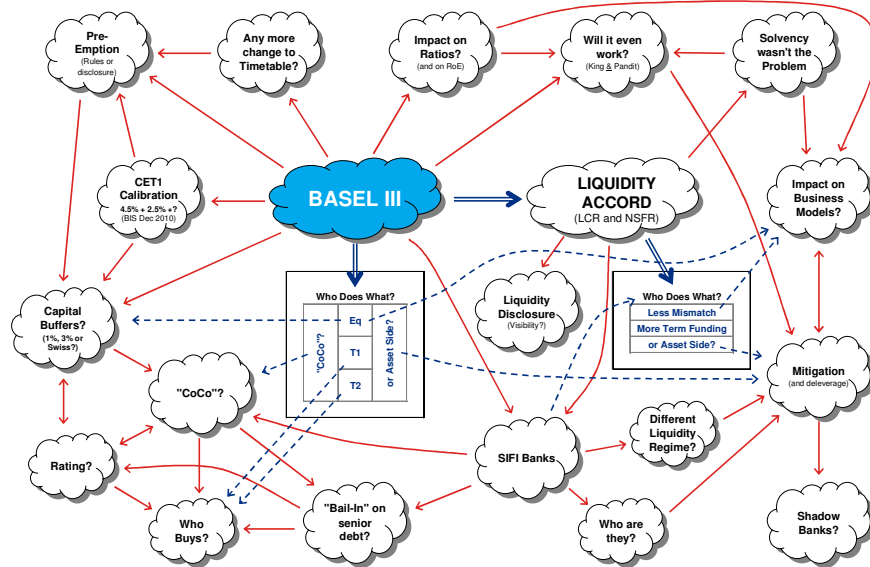 Pre-
Emption
(Rules or
disclosure)
Any more
change to
Timetable?
Impact on
Ratios?
(and on RoE)
Will it even
work?
(King & Pandit)
Solvency
wasn't the
Problem
CET1
Calibration
4.5% + 2.5% +?
(BIS Dec 2010)
BASEL III
LIQUIDITY
ACCORD
(LCR and NSFR)
Impact on
Business
Models?
Capital
Buffers?
(1%, 3% or
Swiss?)
Who Does What?
"CoCo"?
Eq
T1
T2
or Asset Side?
Liquidity
Disclosure
(Visibility?)
Who Does What?
Less Mismatch
More Term Funding
or Asset Side?
Mitigation
(and deleverage)
"CoCo"?
Different
Liquidity
Regime?
Rating?
SIFI Banks
Who
Buys?
"Bail-In" on
senior
debt?
Who are
they?
Shadow
Banks?